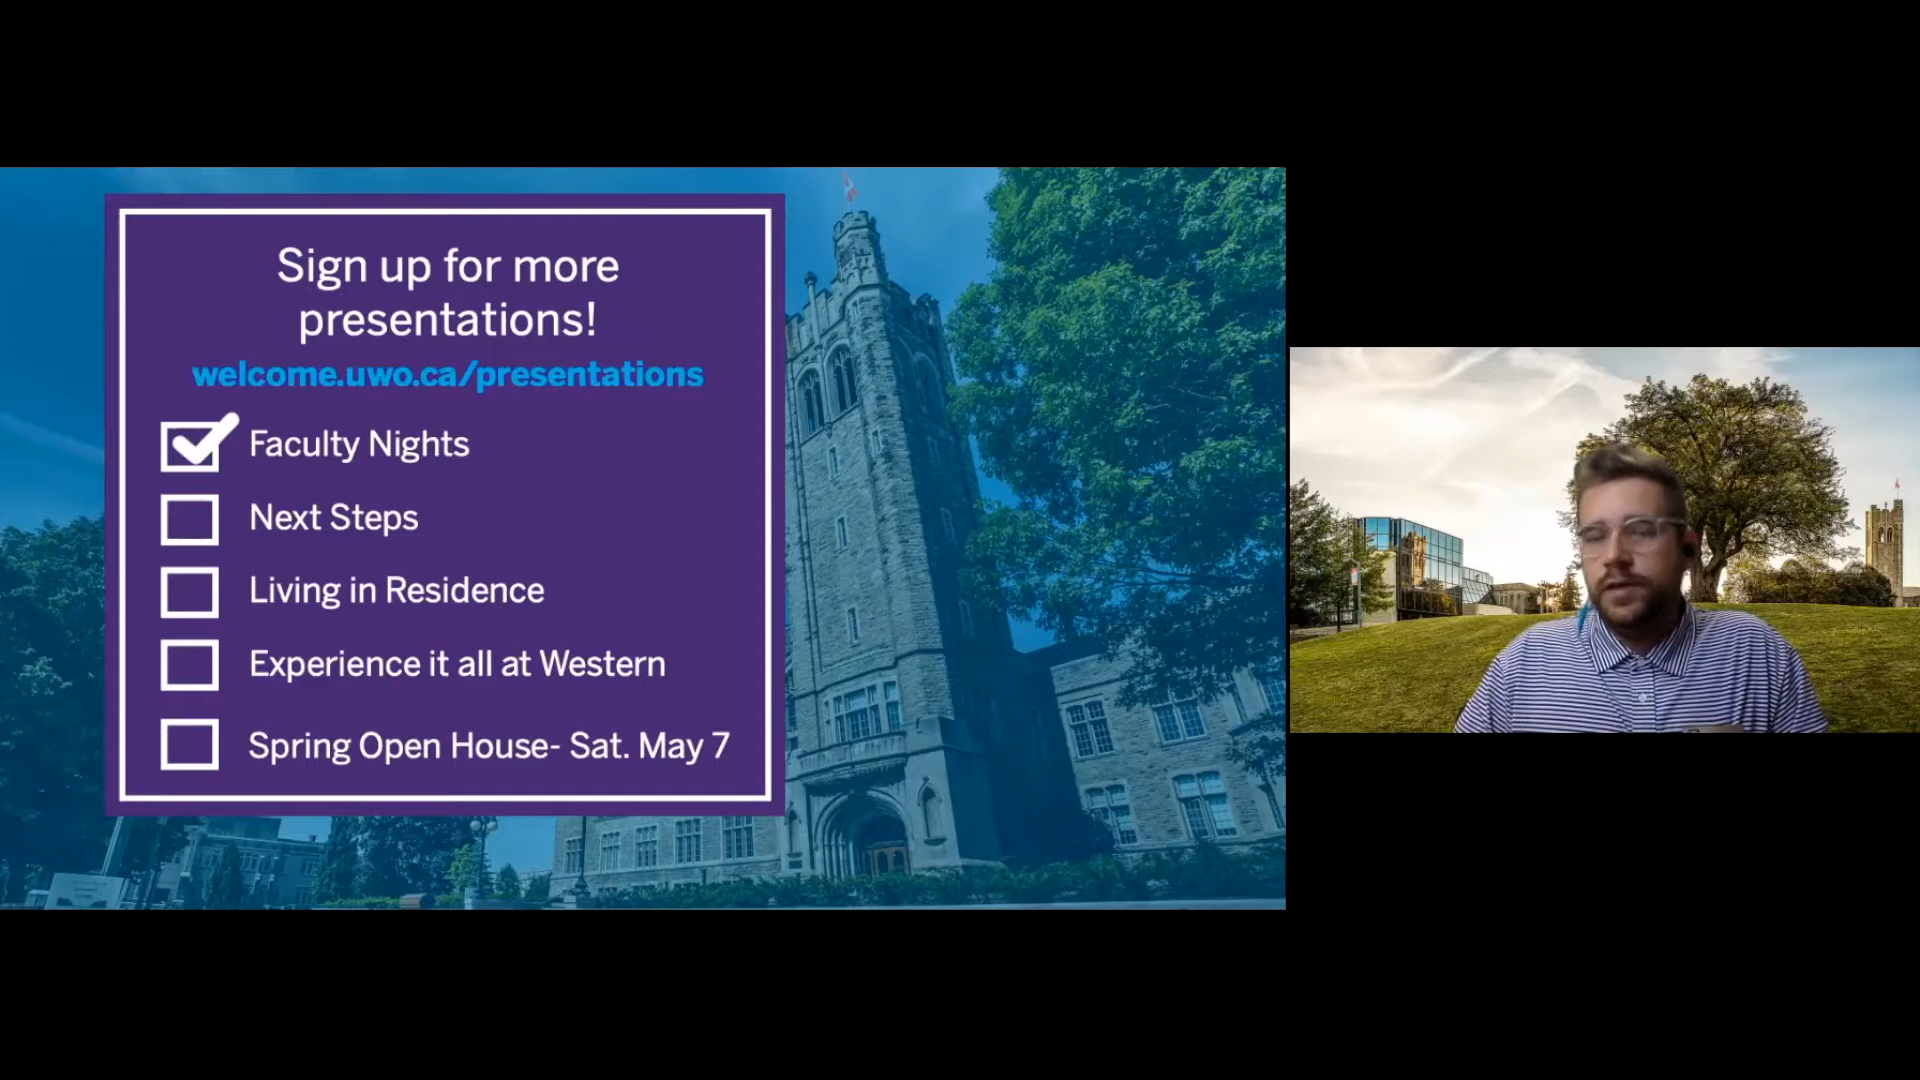 Sign up for more
presentations!
welcome.uwo.ca/presentations
Faculty Nights
Next Steps
Living in Residence
Experience it all at Western
Spring Open House- Sat. May 7